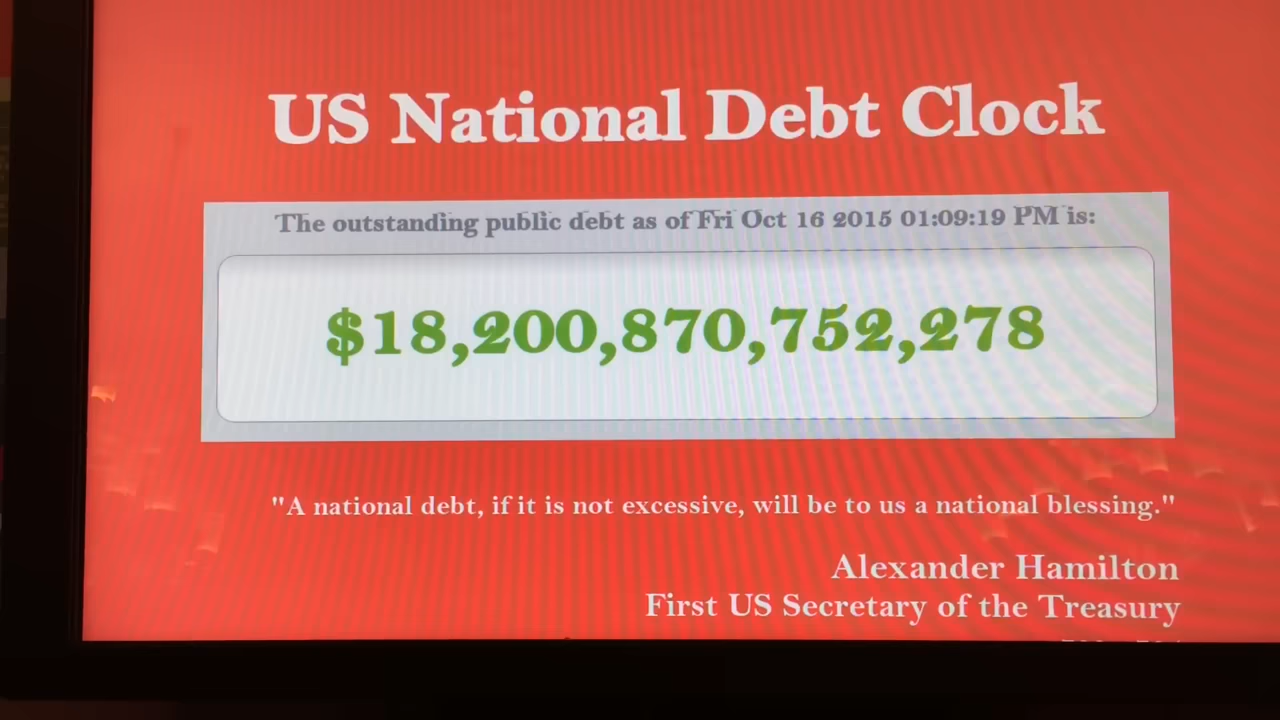 US National Debt Clock
The outstanding public debt as of Fri Oct 16 2015 01:09:19 PM is:
$18,200,870,752,278
"A national debt, if it is not excessive, will be to us a national blessing."
Alexander Hamilton
First US Secretary of the Treasury